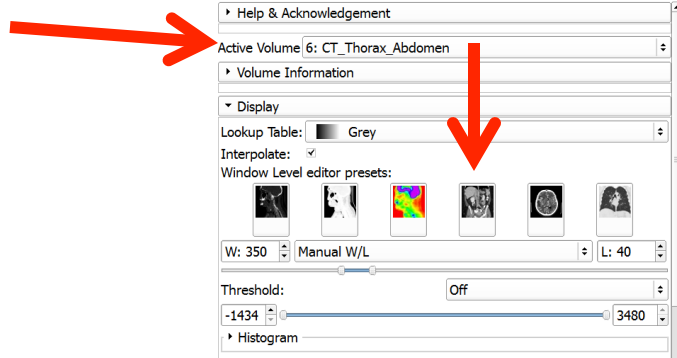 Help & Acknowledgement
Active Volume 6: CT_Thorax_Abdomen
Volume Information
Display
Lookup Table: Grey
Interpolate:
Window Level editor presets:
W: 350 Manual W/L L: 40
Threshold: Off
-1434 3480
Histogram